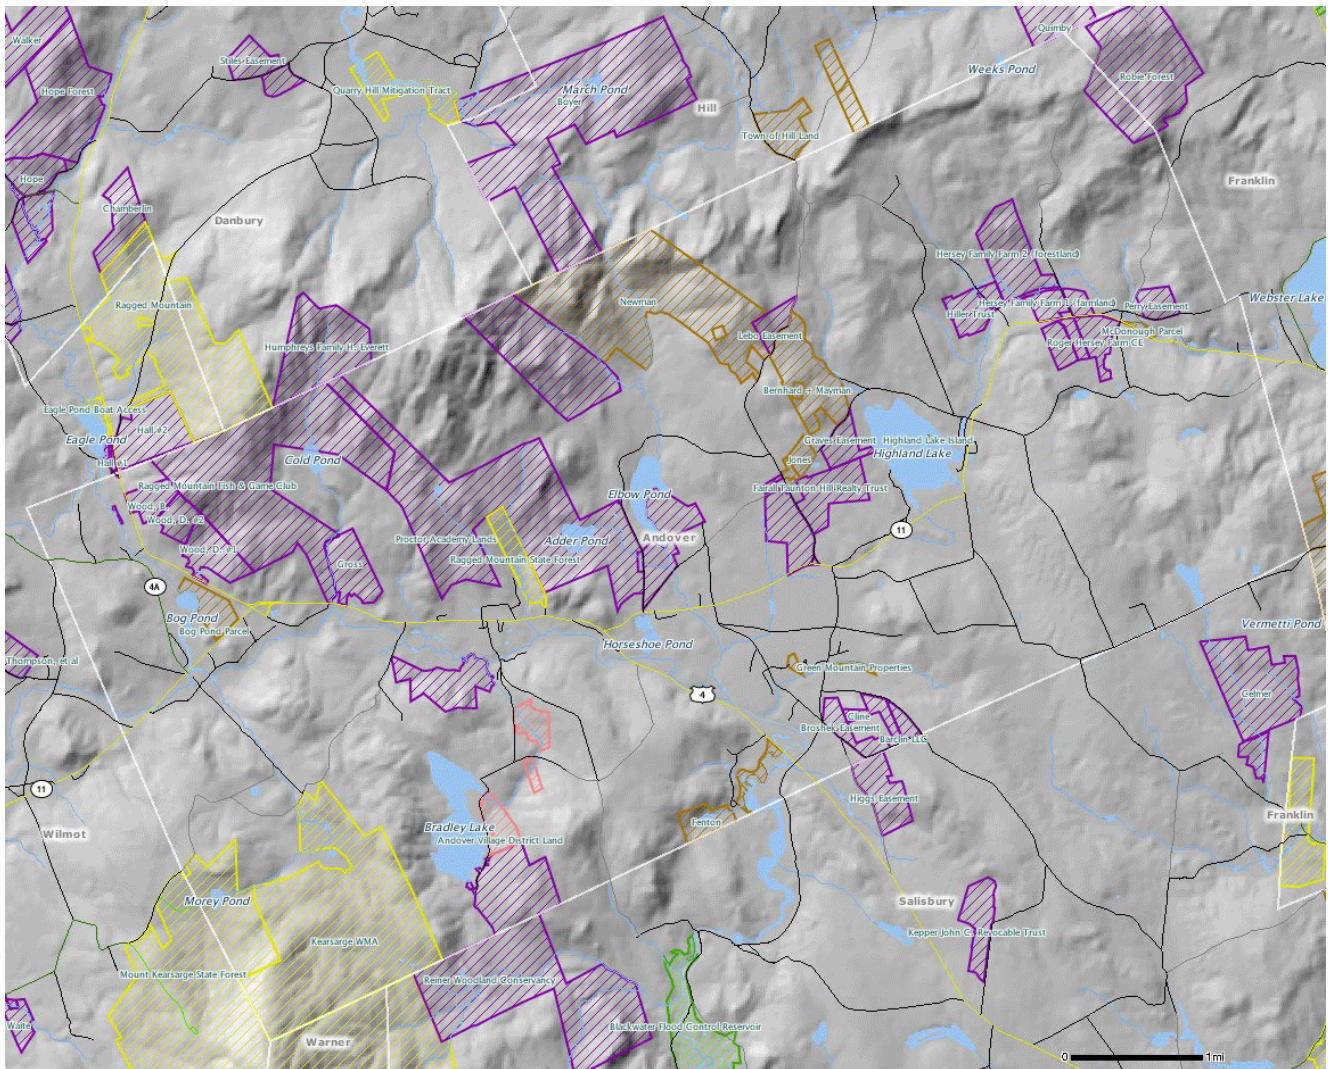 Quimby
Walker
Stiles Easement
Weeks Pond
Robie Forest
Hope Forest
Quarry Hill Mitigation Tract
March Pond
Boyer
Hill
Town of Hill Land
Hope
Franklin
Chamberlin
Danbury
Hersey Family Farm 2 (forestland)
Ragged Mountain
Newman
Hersey Family Farm 1 (farmland)
Perry Easement
Webster Lake
Hiller Trust
McDonough Parcel
Lebo Easement
Roger Hersey Farm CE
Humphreys Family H. Everett
Bernhard + Mayman
Eagle Pond Boat Access
Hall #2
Eagle Pond
Graves Easement
Highland Lake Island
Highland Lake
Hall #1
Cold Pond
Jones
Ragged Mountain Fish & Game Club
Fairall Taunton Hill Realty Trust
Elbow Pond
Wood, B.
Wood, D. #2
11
Proctor Academy Lands
Adder Pond
Andover
Wood, D. #1
Ragged Mountain State Forest
Gross
4A
Bog Pond
Bog Pond Parcel
Vermetti Pond
Horseshoe Pond
Thompson, et al
Green Mountain Properties
4
Gelmer
Cline
Broshek Easement
Barclin LLC
11
Higgs Easement
Franklin
Wilmot
Bradley Lake
Fenton
Andover Village District Land
Morey Pond
Salisbury
Kearsarge WMA
Kepper John C. Revocable Trust
Mount Kearsarge State Forest
Reiner Woodland Conservancy
Waite
Blackwater Flood Control Reservoir
Warner
0 1mi